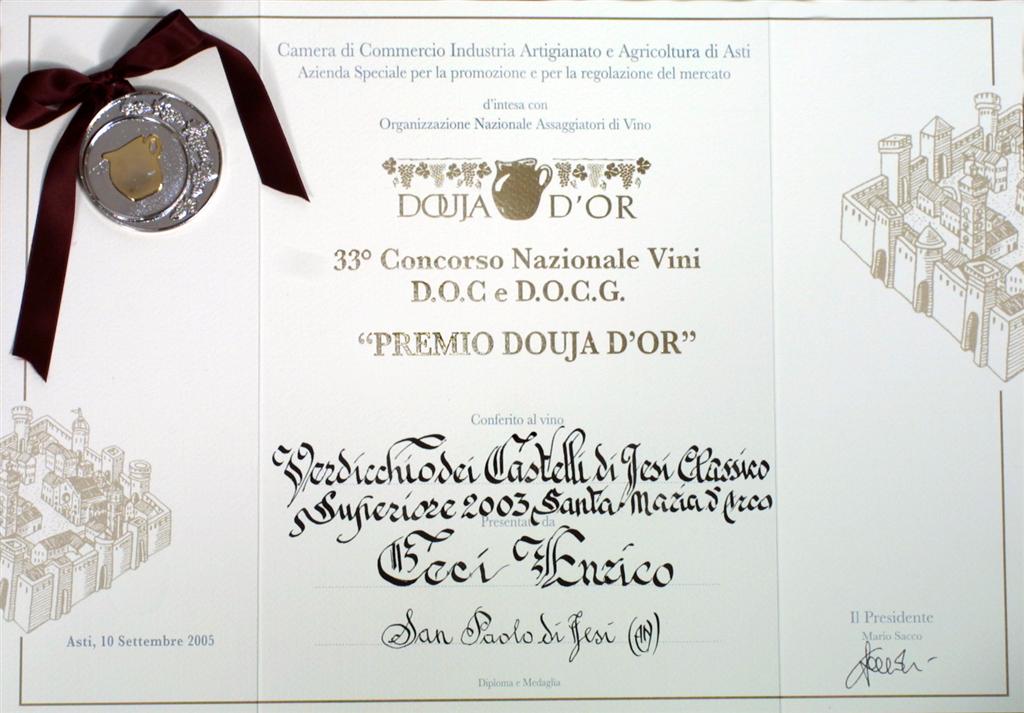 Camera di Commercio Industria Artigianato e Agricoltura di Asti
Azienda Speciale per la promozione e per la regolazione del mercato
d'intesa con
Organizzazione Nazionale Assaggiatori di Vino
DOUJA D'OR
33° Concorso Nazionale Vini
D.O.C e D.O.C.G.
“PREMIO DOUJA D'OR”
Conferito al vino
Verdicchio dei Castelli di Jesi Classico
Superiore 2003 Santa Maria d'Arco
Presentato da
Ceci Enrico
San Paolo di Jesi (AN)
Asti, 10 Settembre 2005
Il Presidente
Mario Sacco
Diploma e Medaglia